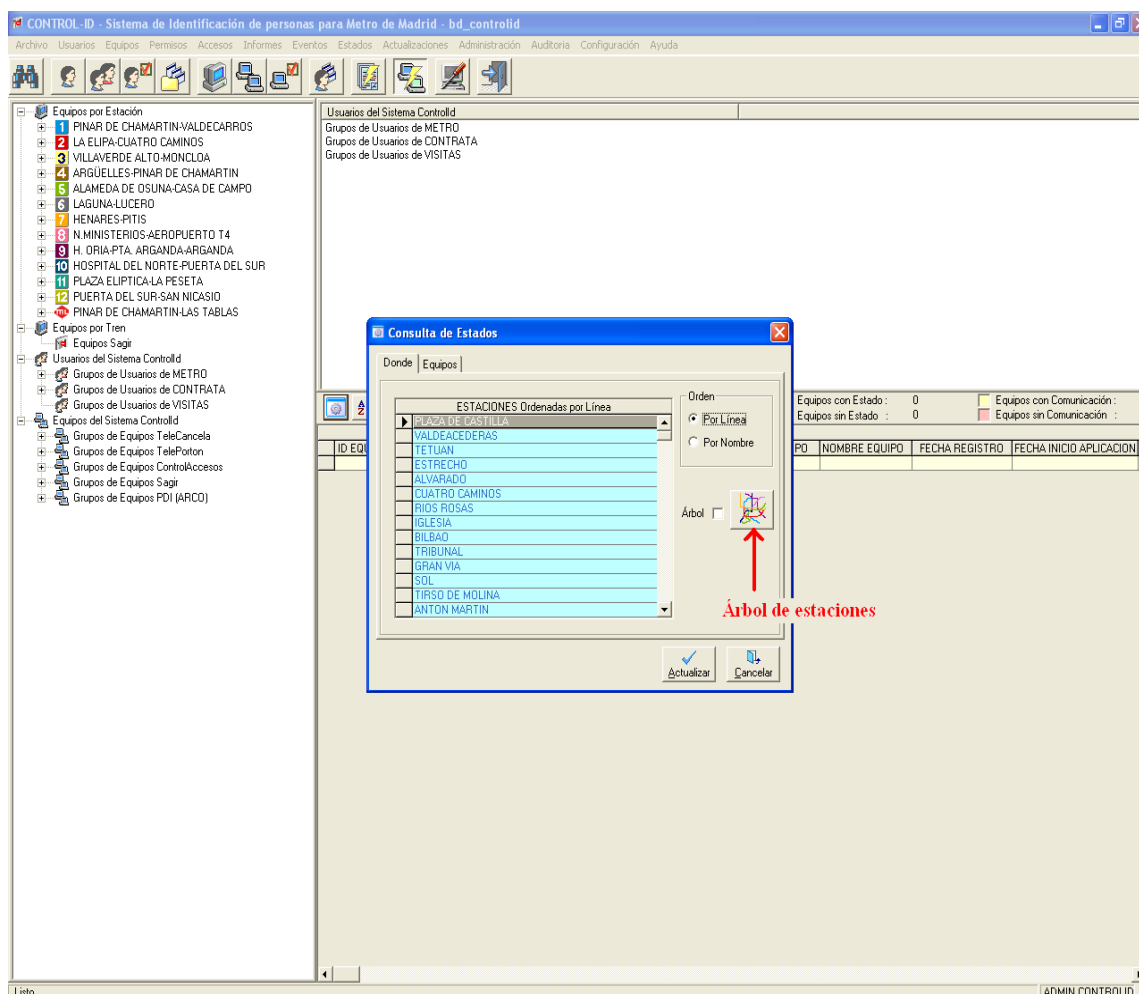 CONTROL-ID - Sistema de Identificación de personas para Metro de Madrid - bd_controlid
Archivo Usuarios Equipos Permisos Accesos Informes Eventos Estados Actualizaciones Administración Auditoria Configuración Ayuda
Equipos por Estación
1 PINAR DE CHAMARTIN-VALDECARROS
2 LA ELIPA-CUATRO CAMINOS
3 VILLAVERDE ALTO-MONCLOA
4 ARGÜELLES-PINAR DE CHAMARTIN
5 ALAMEDA DE OSUNA-CASA DE CAMPO
6 LAGUNA-LUCERO
7 HENARES-PITIS
8 N.MINISTERIOS-AEROPUERTO T4
9 H. ORIA-PTA. ARGANDA-ARGANDA
10 HOSPITAL DEL NORTE-PUERTA DEL SUR
11 PLAZA ELIPTICA-LA PESETA
12 PUERTA DEL SUR-SAN NICASIO
ML PINAR DE CHAMARTIN-LAS TABLAS
Equipos por Tren
Equipos Sagir
Usuarios del Sistema ControlId
Grupos de Usuarios de METRO
Grupos de Usuarios de CONTRATA
Grupos de Usuarios de VISITAS
Equipos del Sistema ControlId
Grupos de Equipos TeleCancela
Grupos de Equipos TelePorton
Grupos de Equipos ControlAccesos
Grupos de Equipos Sagir
Grupos de Equipos PDI (ARCO)
Usuarios del Sistema ControlId
Grupos de Usuarios de METRO
Grupos de Usuarios de CONTRATA
Grupos de Usuarios de VISITAS
Consulta de Estados
Donde Equipos
ESTACIONES Ordenadas por Línea
PLAZA DE CASTILLA
VALDEACEDERAS
TETUAN
ESTRECHO
ALVARADO
CUATRO CAMINOS
RIOS ROSAS
IGLESIA
BILBAO
TRIBUNAL
GRAN VIA
SOL
TIRSO DE MOLINA
ANTON MARTIN
Orden
Por Línea
Por Nombre
Árbol
Árbol de estaciones
Actualizar Cancelar
A
Z
Equipos con Estado : 0 Equipos con Comunicación :
Equipos sin Estado : 0 Equipos sin Comunicación :
ID EQU PO NOMBRE EQUIPO FECHA REGISTRO FECHA INICIO APLICACION
Listo ADMIN CONTROLID